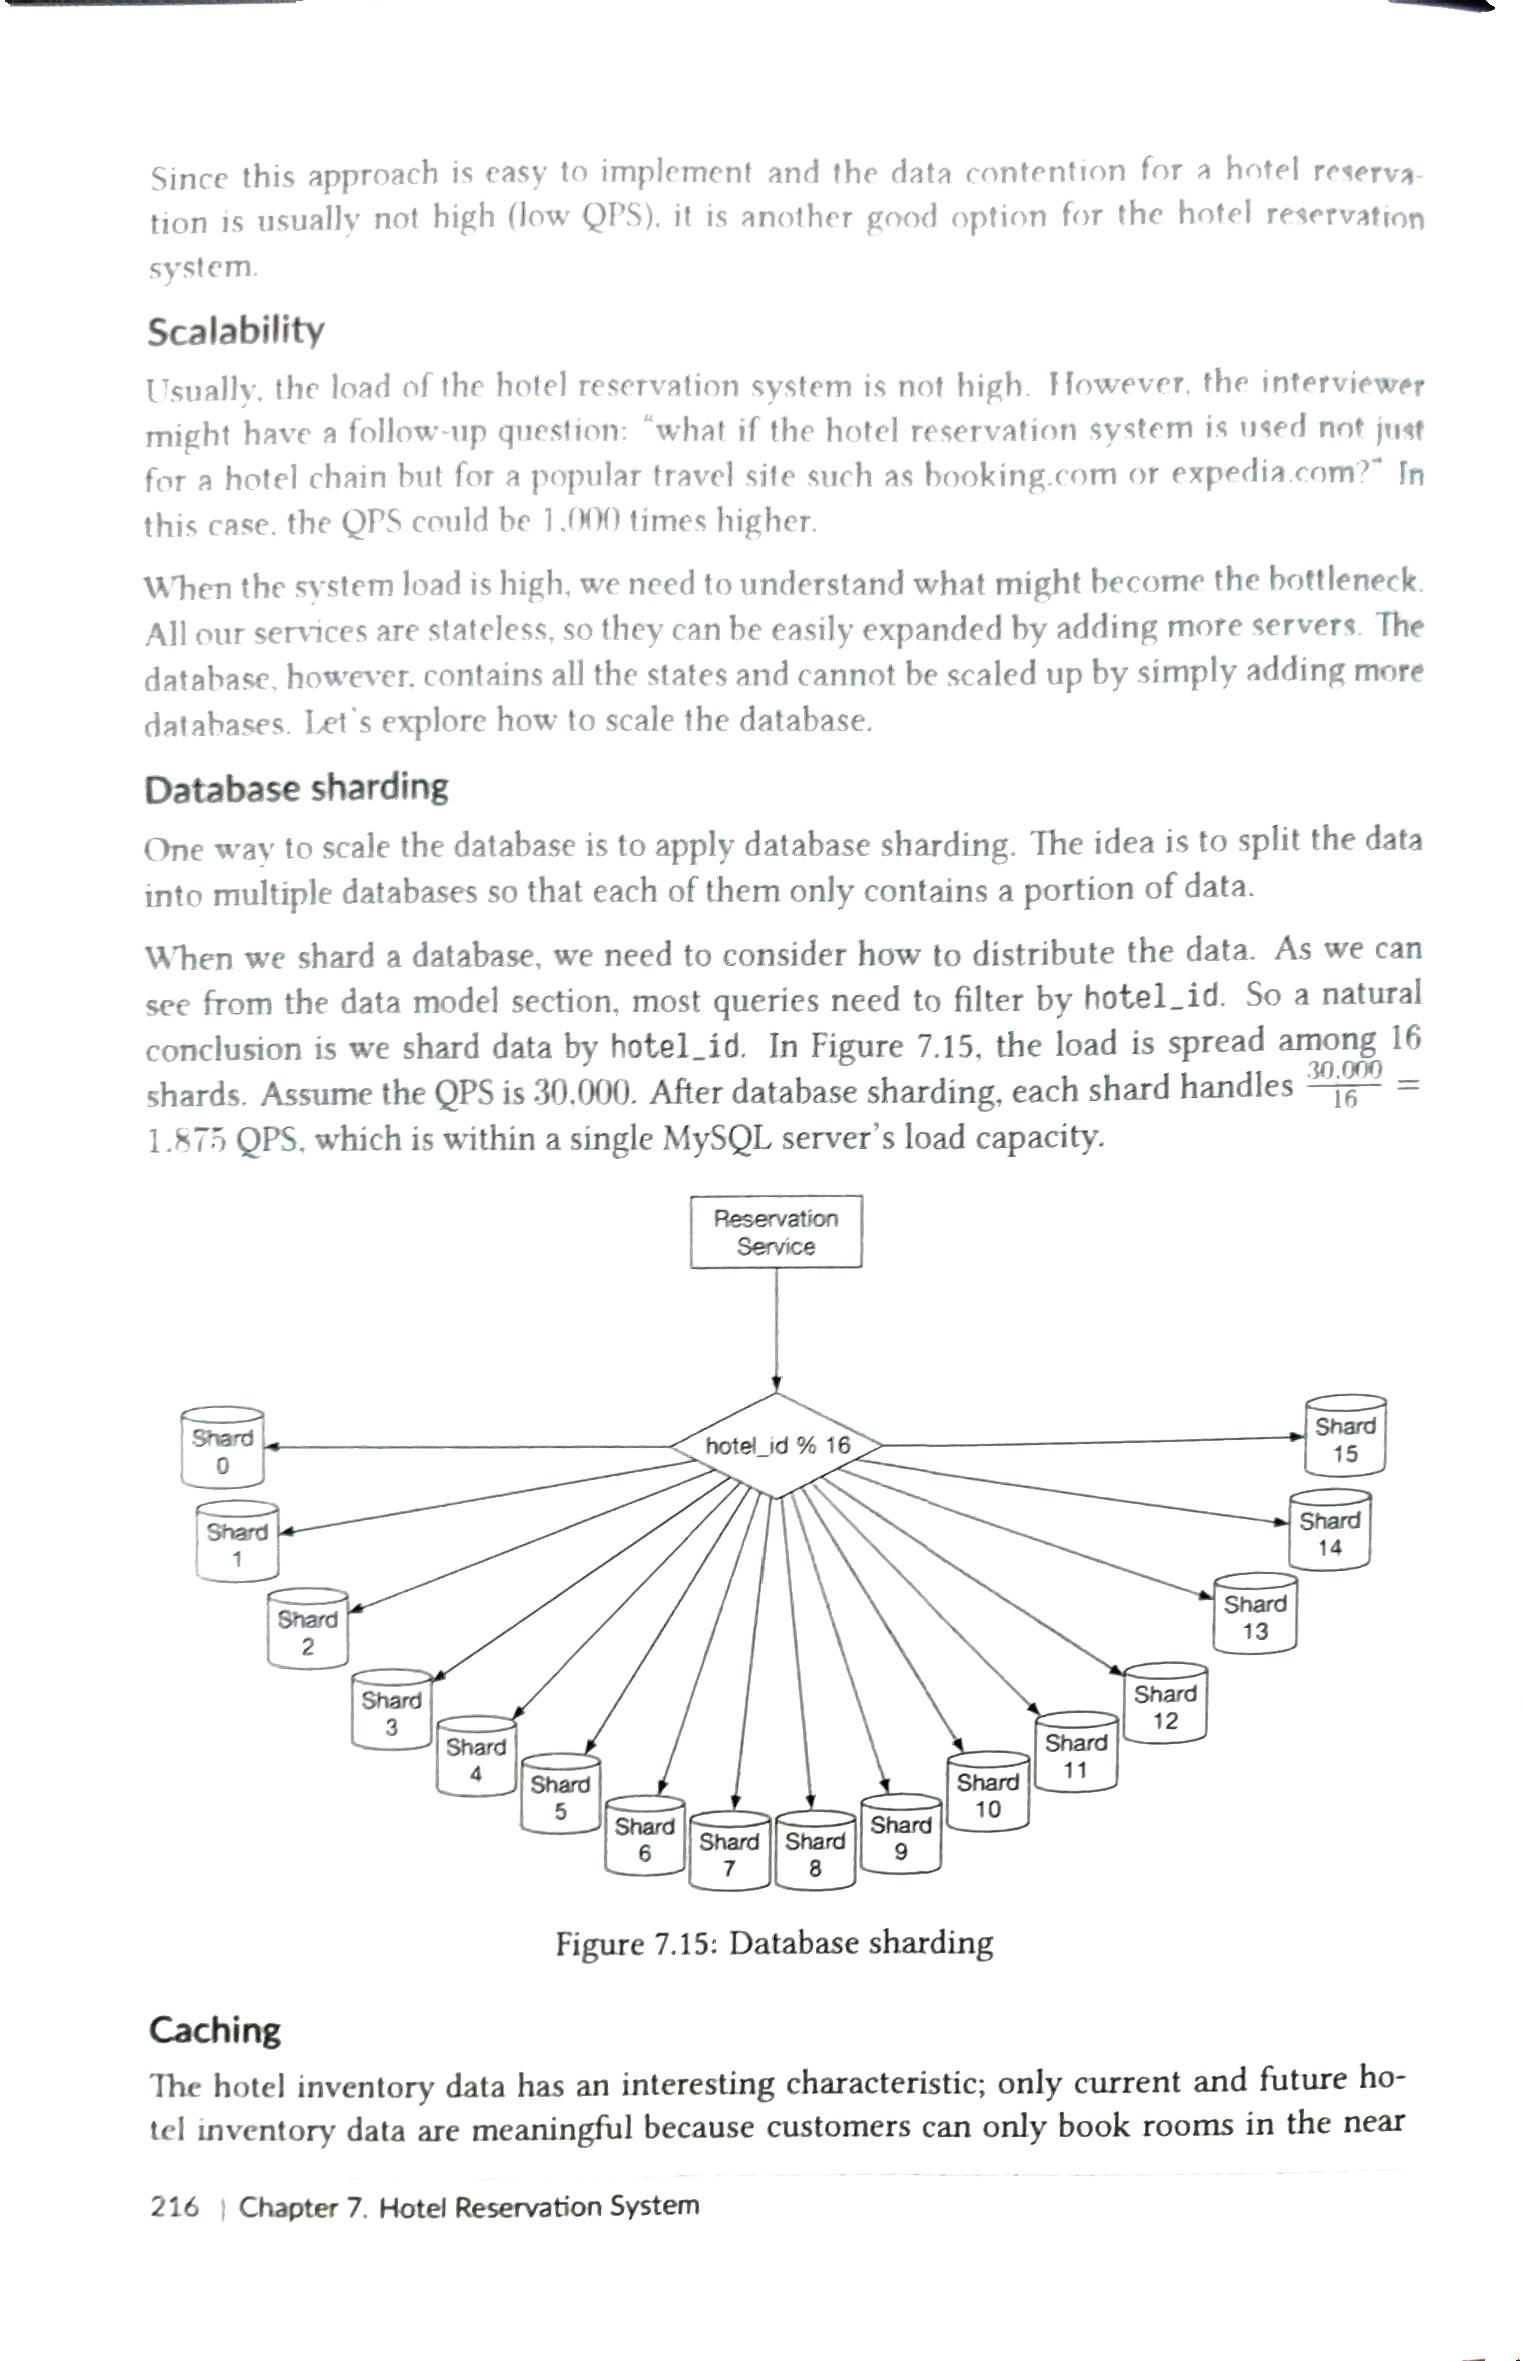 Since this approach is easy to implement and the data contention for a hotel reserva-
tion is usually not high (low QPS), it is another good option for the hotel reservation
system.
Scalability
Usually, the load of the hotel reservation system is not high. However, the interviewer
might have a follow-up question: “what if the hotel reservation system is used not just
for a hotel chain but for a popular travel site such as booking.com or expedia.com?” In
this case, the QPS could be 1,000 times higher.
When the system load is high, we need to understand what might become the bottleneck.
All our services are stateless, so they can be easily expanded by adding more servers. The
database, however, contains all the states and cannot be scaled up by simply adding more
databases. Let's explore how to scale the database.
Database sharding
One way to scale the database is to apply database sharding. The idea is to split the data
into multiple databases so that each of them only contains a portion of data.
When we shard a database, we need to consider how to distribute the data. As we can
see from the data model section, most queries need to filter by hotel_id. So a natural
conclusion is we shard data by hotel_id. In Figure 7.15, the load is spread among 16
shards. Assume the QPS is 30,000. After database sharding, each shard handles 30,000/16 =
1,875 QPS, which is within a single MySQL server's load capacity.
Reservation
Service
hotel_id % 16
Shard
0
Shard
1
Shard
2
Shard
3
Shard
4
Shard
5
Shard
6
Shard
7
Shard
8
Shard
9
Shard
10
Shard
11
Shard
12
Shard
13
Shard
14
Shard
15
Figure 7.15: Database sharding
Caching
The hotel inventory data has an interesting characteristic; only current and future ho-
tel inventory data are meaningful because customers can only book rooms in the near
216 | Chapter 7. Hotel Reservation System